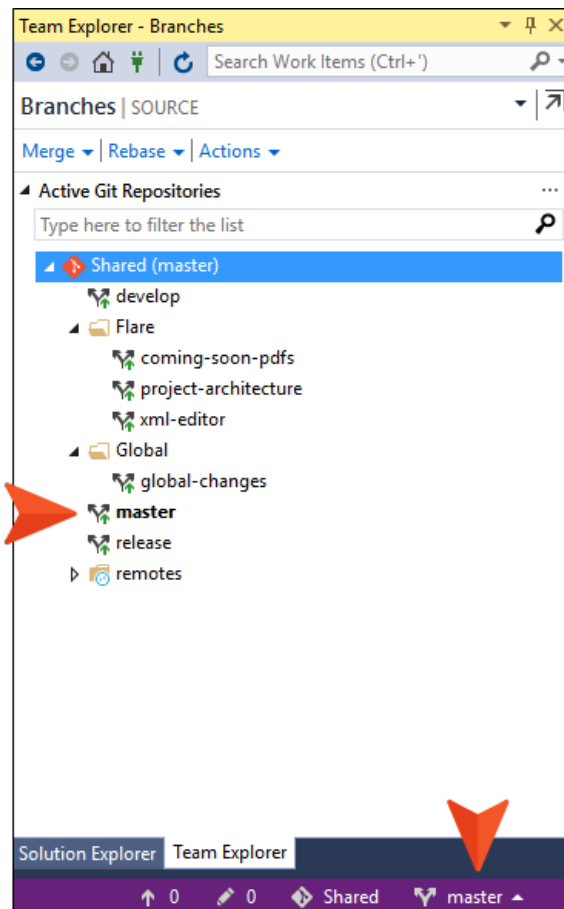 Team Explorer - Branches
Search Work Items (Ctrl+')
Branches | SOURCE
Merge | Rebase | Actions
Active Git Repositories ...
Type here to filter the list
Shared (master)
develop
Flare
coming-soon-pdfs
project-architecture
xml-editor
Global
global-changes
master
release
remotes
Solution Explorer Team Explorer
0 0 Shared master